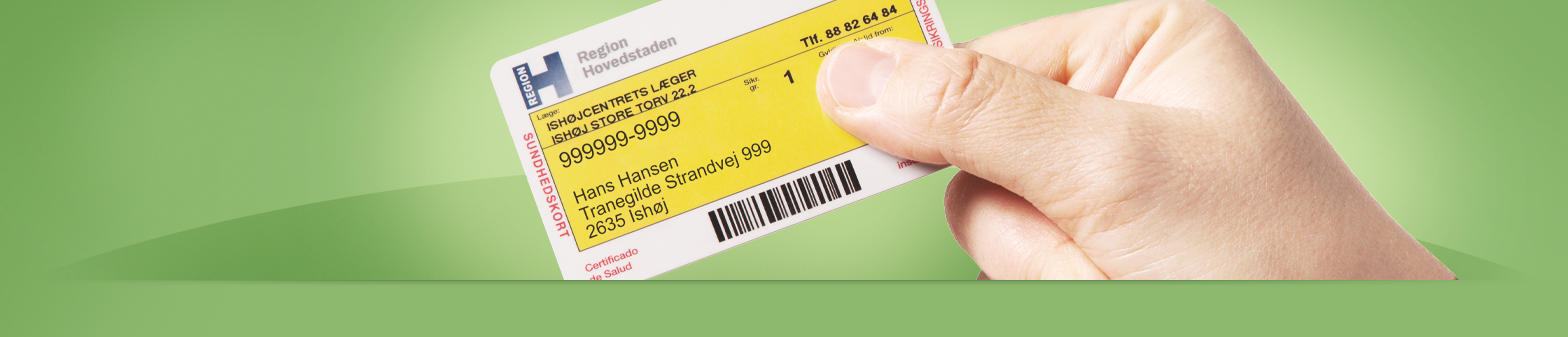 REGION H
Region
Hovedstaden
Tlf. 88 82 64 84
Læge:
ISHØJCENTRETS LÆGER
ISHØJ STORE TORV 22,2
Sikr.
gr.
1
999999-9999
Hans Hansen
Tranegilde Strandvej 999
2635 Ishøj
SUNDHEDSKORT
Certificado
de Salud